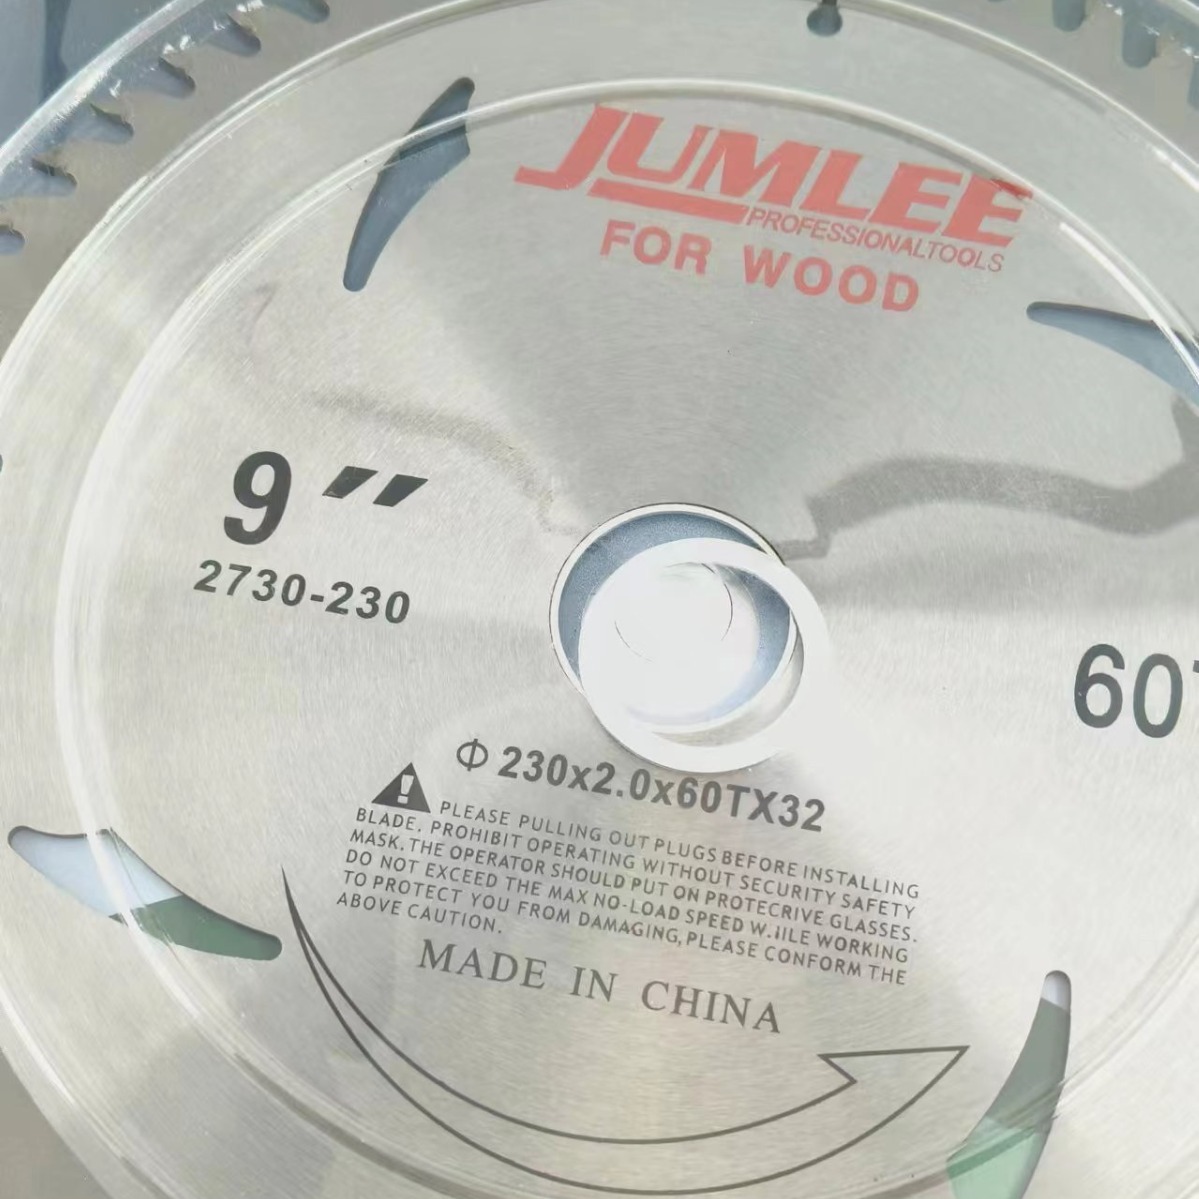 JUMLEE
PROFESSIONALTOOLS
FOR WOOD
9"
2730-230
60T
Φ 230x2.0x60TX32
PLEASE PULLING OUT PLUGS BEFORE INSTALLING
BLADE. PROHIBIT OPERATING WITHOUT SECURITY SAFETY
MASK. THE OPERATOR SHOULD PUT ON PROTECRIVE GLASSES.
DO NOT EXCEED THE MAX NO-LOAD SPEED WHILE WORKING
TO PROTECT YOU FROM DAMAGING, PLEASE CONFORM THE
ABOVE CAUTION.
MADE IN CHINA